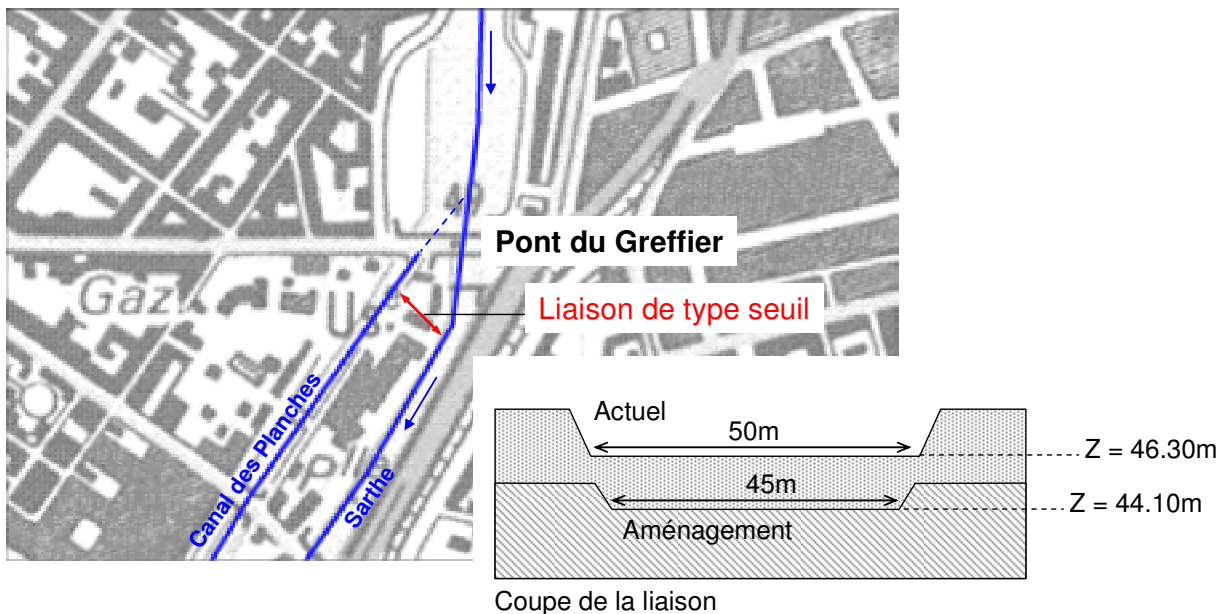 Pont du Greffier
Gaz.
Us.
Liaison de type seuil
Canal des Planches
Sarthe
Actuel
50m
Z = 46.30m
45m
Z = 44.10m
Aménagement
Coupe de la liaison